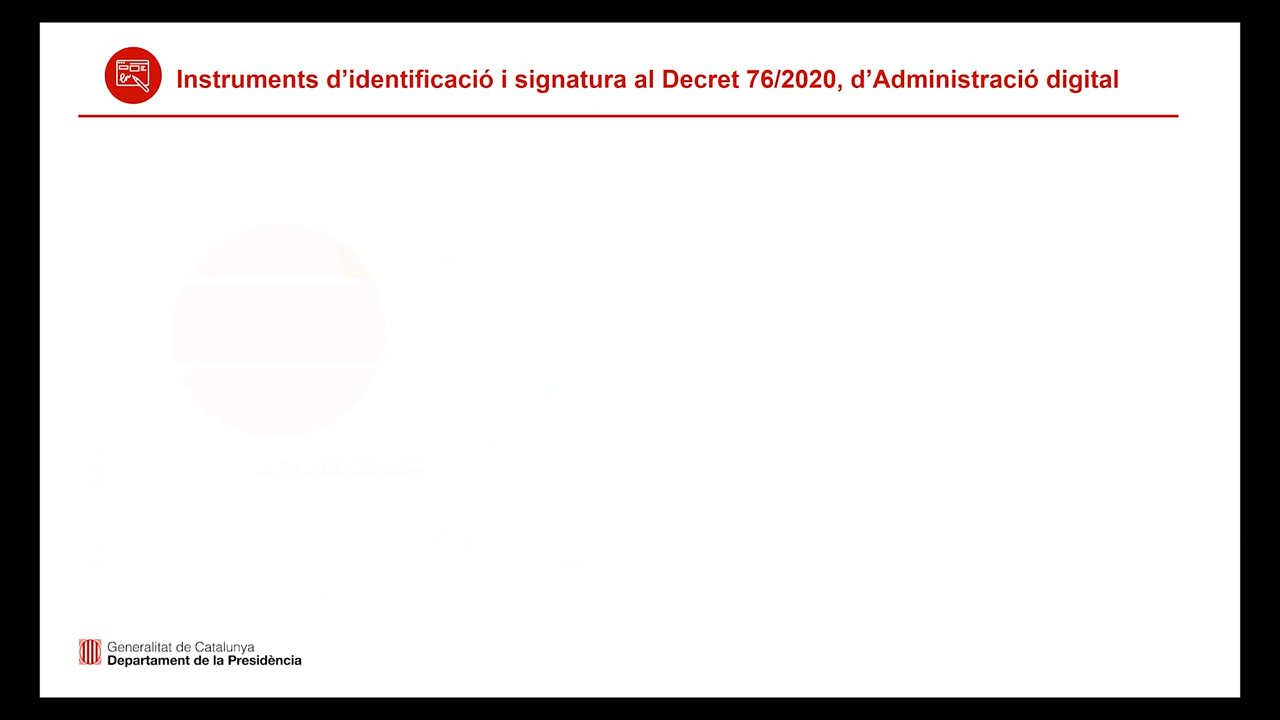 Instruments d’identificació i signatura al Decret 76/2020, d’Administració digital
Generalitat de Catalunya
Departament de la Presidència